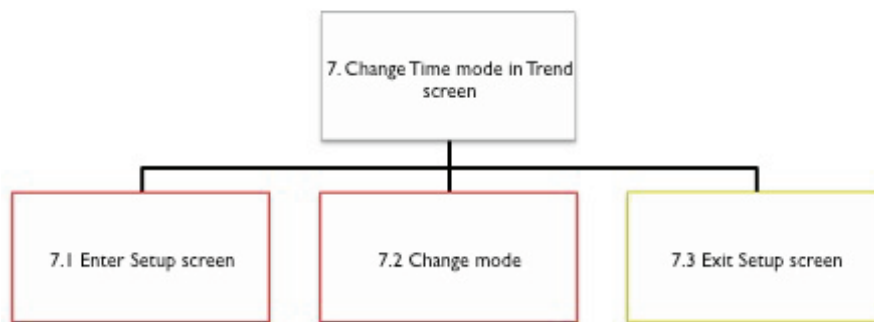 7. Change Time mode in Trend
screen
7.1 Enter Setup screen
7.2 Change mode
7.3 Exit Setup screen